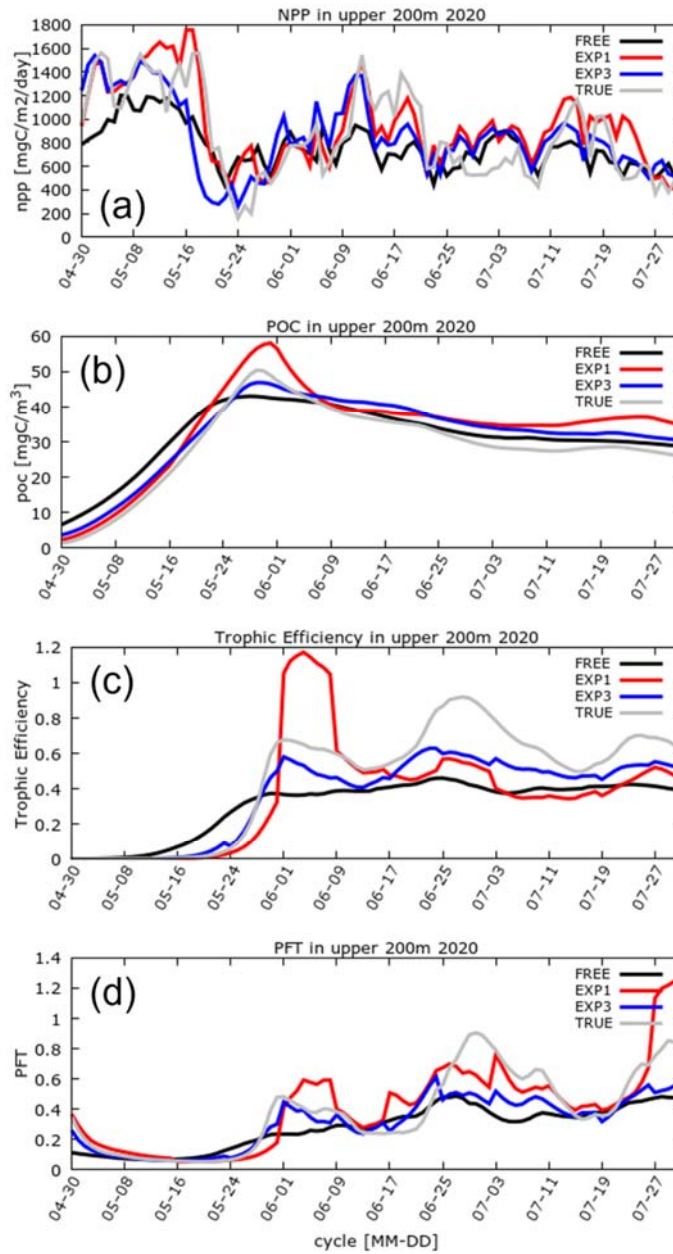 NPP in upper 200m 2020
npp [mgC/m2/day]
1800
1600
1400
1200
1000
800
600
400
200
0
FREE
EXP1
EXP3
TRUE
(a)
04-30
05-08
05-16
05-24
06-01
06-09
06-17
06-25
07-03
07-11
07-19
07-27
POC in upper 200m 2020
poc [mgC/m³]
60
50
40
30
20
10
0
(b)
FREE
EXP1
EXP3
TRUE
04-30
05-08
05-16
05-24
06-01
06-09
06-17
06-25
07-03
07-11
07-19
07-27
Trophic Efficiency in upper 200m 2020
Trophic Efficiency
1.2
1
0.8
0.6
0.4
0.2
0
(c)
FREE
EXP1
EXP3
TRUE
04-30
05-08
05-16
05-24
06-01
06-09
06-17
06-25
07-03
07-11
07-19
07-27
PFT in upper 200m 2020
PFT
1.4
1.2
1
0.8
0.6
0.4
0.2
0
(d)
FREE
EXP1
EXP3
TRUE
04-30
05-08
05-16
05-24
06-01
06-09
06-17
06-25
07-03
07-11
07-19
07-27
cycle [MM-DD]